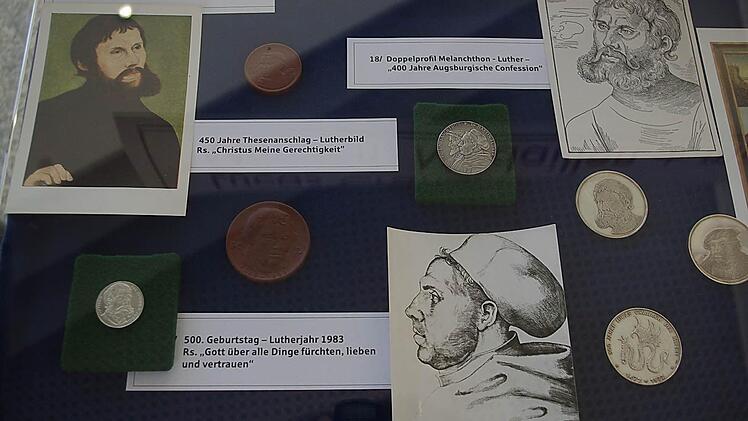 18/ Doppelprofil Melanchthon - Luther –
„400 Jahre Augsburgische Confession"
450 Jahre Thesenanschlag – Lutherbild
Rs. „Christus Meine Gerechtigkeit"
500. Geburtstag – Lutherjahr 1983
Rs. „Gott über alle Dinge fürchten, lieben
und vertrauen"